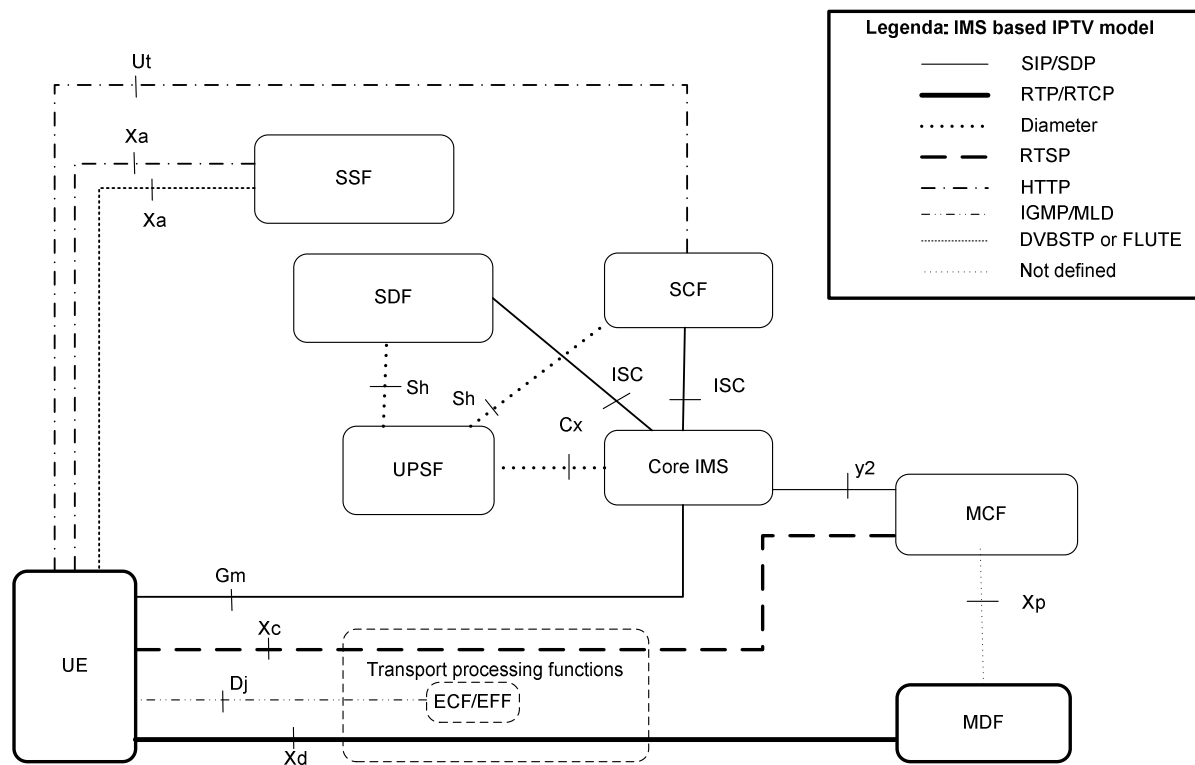 Legenda: IMS based IPTV model
SIP/SDP
RTP/RTCP
Diameter
RTSP
HTTP
IGMP/MLD
DVBSTP or FLUTE
Not defined
Ut
Xa
SSF
Xa
SDF
SCF
Sh
Sh
ISC
ISC
Cx
UPSF
Core IMS
y2
MCF
Gm
Xp
Xc
UE
Transport processing functions
Dj
ECF/EFF
MDF
Xd